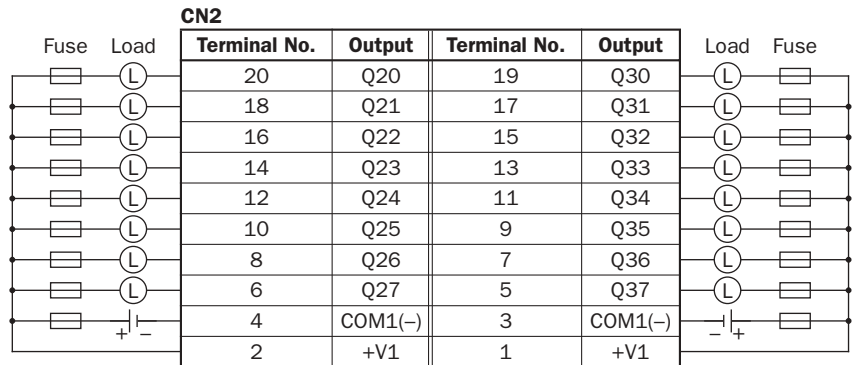 CN2
Fuse Load Terminal No. Output Terminal No. Output Load Fuse
L 20 Q20 19 Q30 L
L 18 Q21 17 Q31 L
L 16 Q22 15 Q32 L
L 14 Q23 13 Q33 L
L 12 Q24 11 Q34 L
L 10 Q25 9 Q35 L
L 8 Q26 7 Q36 L
L 6 Q27 5 Q37 L
+ – 4 COM1(–) 3 COM1(–) – +
2 +V1 1 +V1